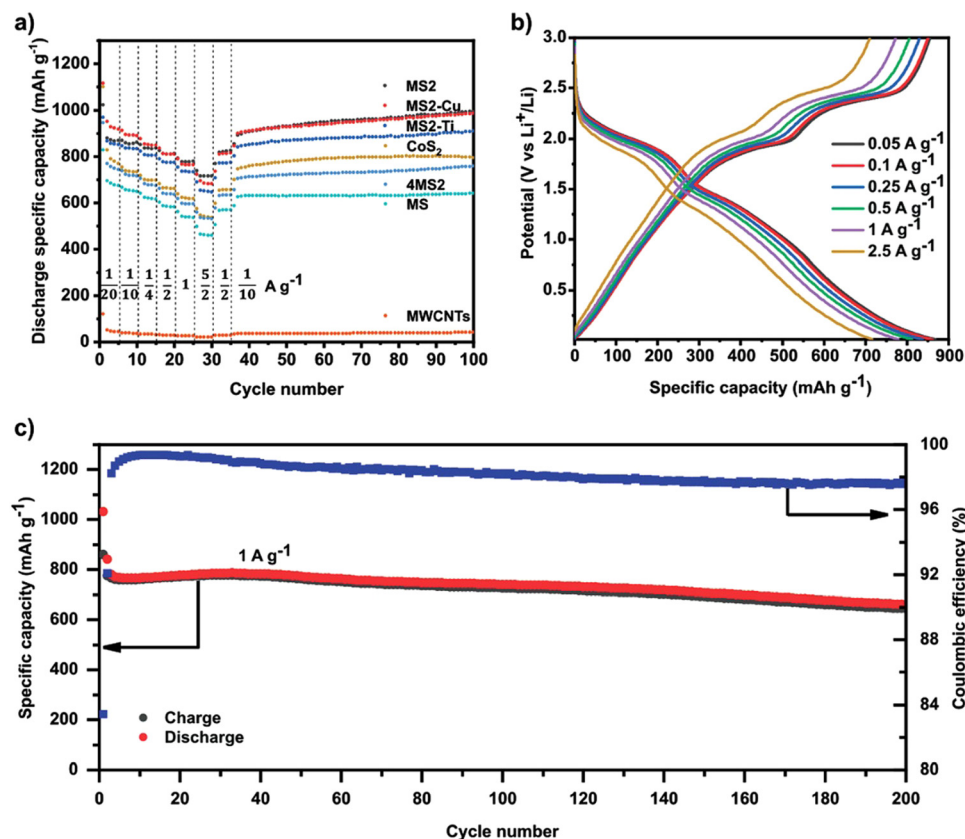 a)
Discharge specific capacity (mAh g⁻¹)
1200
1000
800
600
400
200
0
MS2
MS2-Cu
MS2-Ti
CoS₂
4MS2
MS
1/20 1/10 1/4 1/2 1 5/2 1/2 1/10 A g⁻¹
MWCNTs
0 10 20 30 40 50 60 70 80 90 100
Cycle number
b)
Potential (V vs Li⁺/Li)
3.0
2.5
2.0
1.5
1.0
0.5
0.05 A g⁻¹
0.1 A g⁻¹
0.25 A g⁻¹
0.5 A g⁻¹
1 A g⁻¹
2.5 A g⁻¹
0 100 200 300 400 500 600 700 800 900
Specific capacity (mAh g⁻¹)
c)
Specific capacity (mAh g⁻¹)
1200
1000
800
600
400
200
0
1 A g⁻¹
Charge
Discharge
100
96
92
88
84
80
Coulombic efficiency (%)
0 20 40 60 80 100 120 140 160 180 200
Cycle number